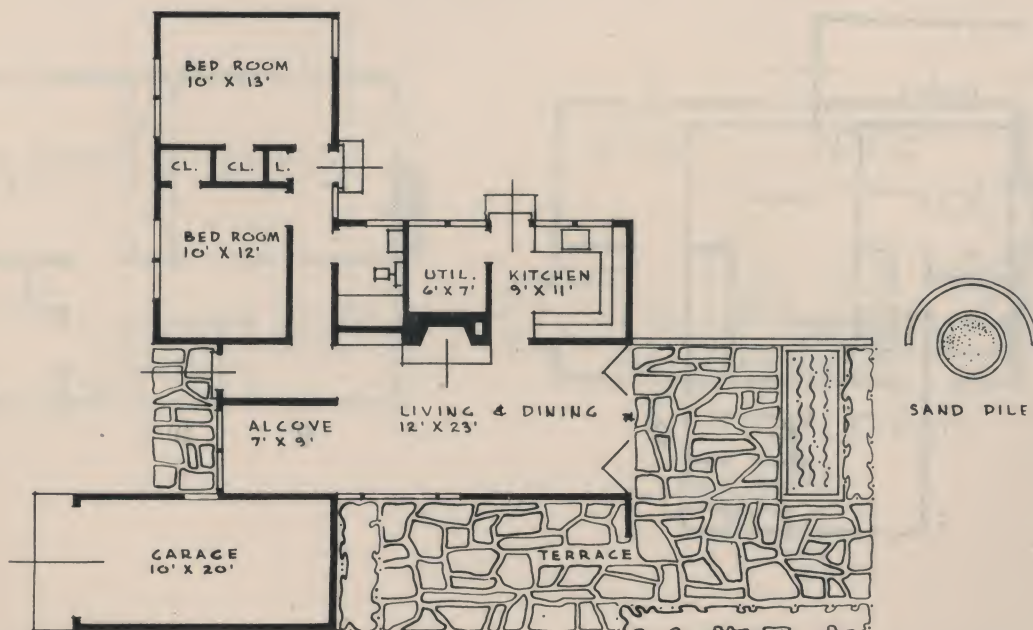 BED ROOM
10' X 13'
CL.
CL.
L.
BED ROOM
10' X 12'
UTIL.
6' X 7'
KITCHEN
9' X 11'
SAND PILE
ALCOVE
7' X 9'
LIVING & DINING
12' X 23'
GARAGE
10' X 20'
TERRACE